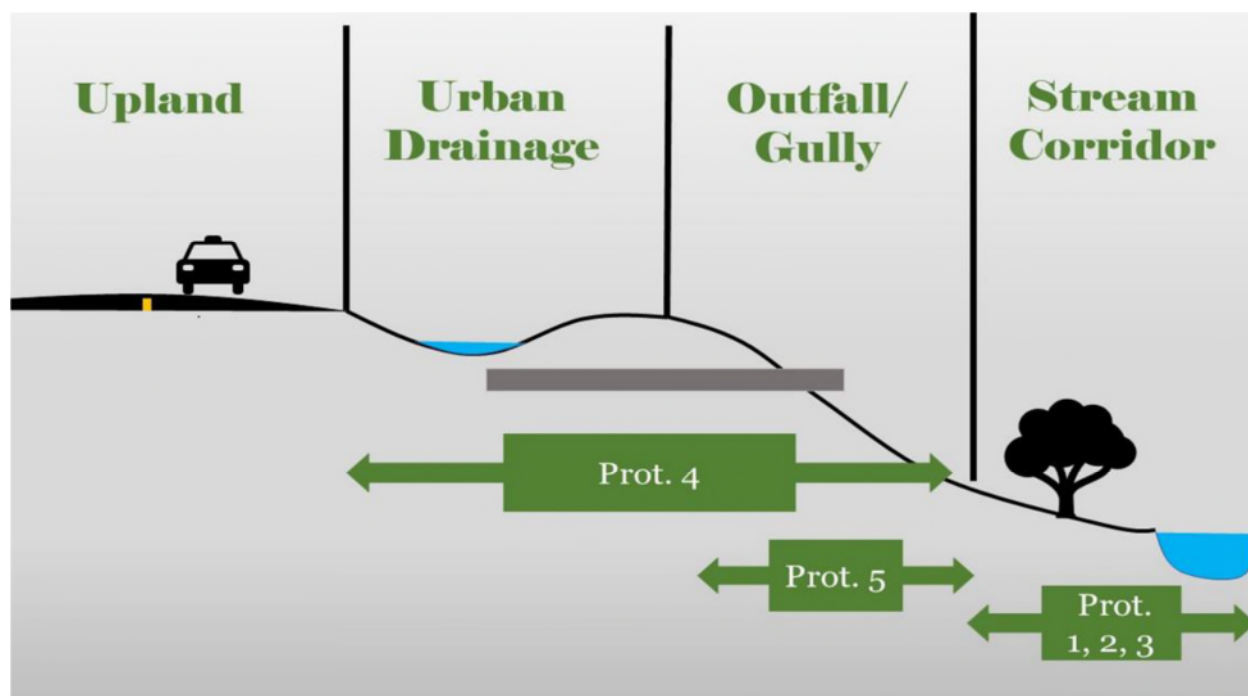 Upland
Urban
Drainage
Outfall/
Gully
Stream
Corridor
Prot. 4
Prot. 5
Prot.
1, 2, 3